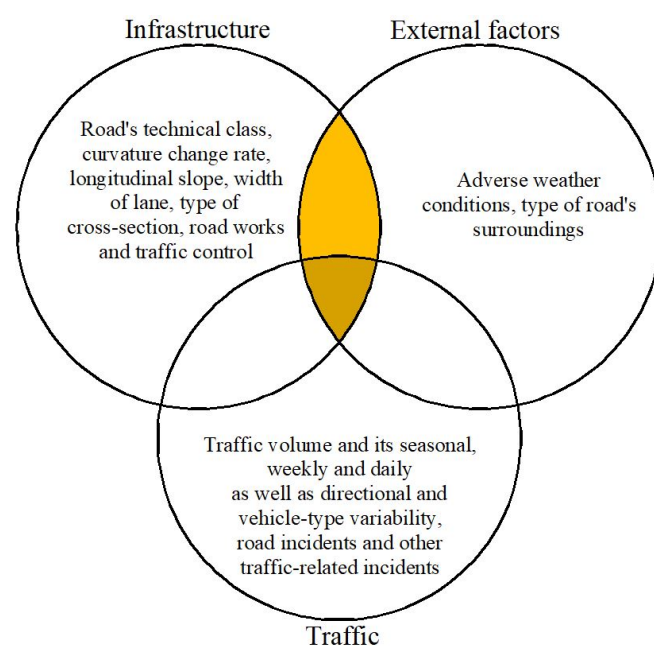 Infrastructure
External factors
Road's technical class,
curvature change rate,
longitudinal slope, width
of lane, type of
cross-section, road works
and traffic control
Adverse weather
conditions, type of road's
surroundings
Traffic volume and its seasonal,
weekly and daily
as well as directional and
vehicle-type variability,
road incidents and other
traffic-related incidents
Traffic